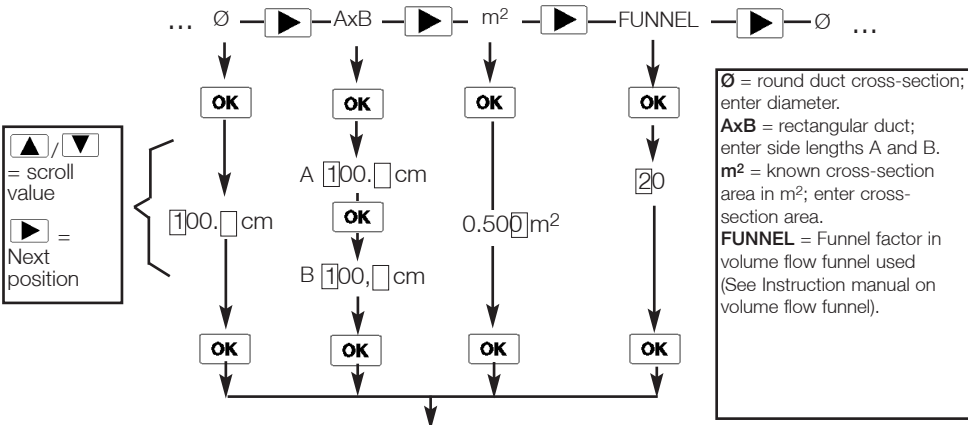 ... Ø AxB m² FUNNEL Ø ...
OK OK OK OK
/
= scroll
value
=
Next
position
100. cm
A 100. cm
OK
B 100, cm
0.500 m²
20
OK OK OK OK
Ø = round duct cross-section;
enter diameter.
AxB = rectangular duct;
enter side lengths A and B.
m² = known cross-section
area in m²; enter cross-
section area.
FUNNEL = Funnel factor in
volume flow funnel used
(See Instruction manual on
volume flow funnel).